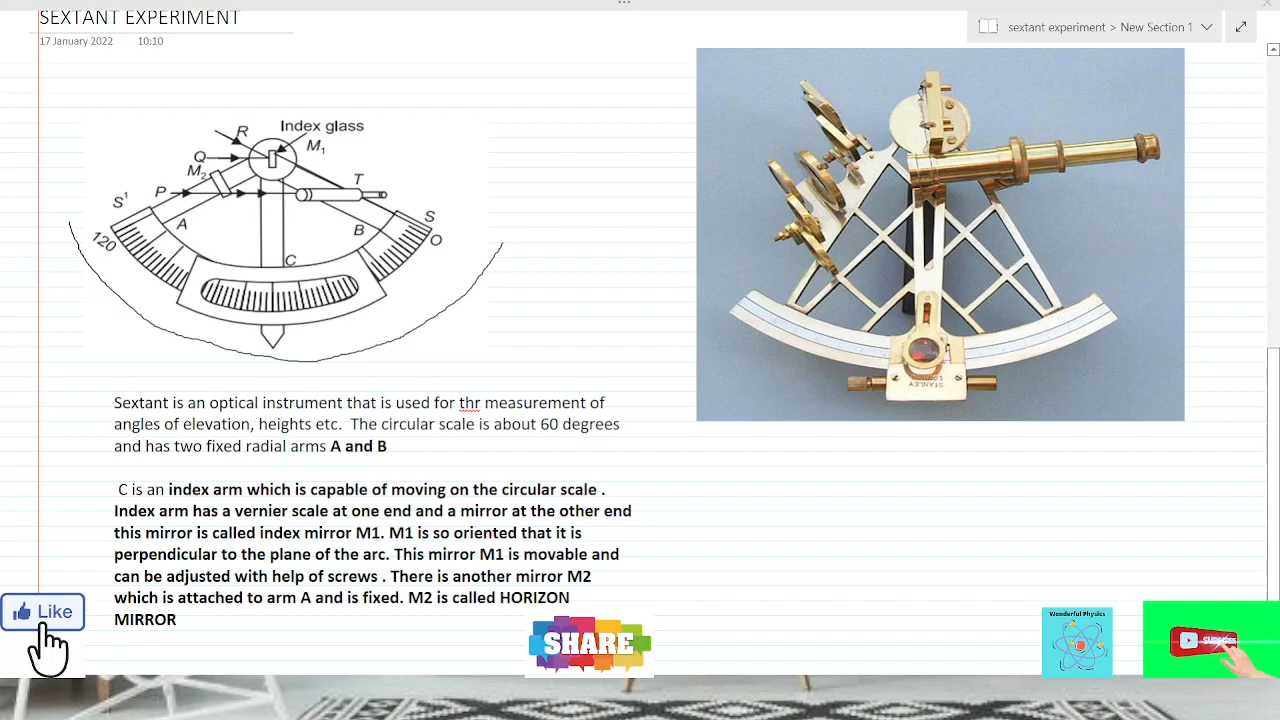 SEXTANT EXPERIMENT
17 January 2022 10:10
sextant experiment > New Section 1
R
Index glass
M1
Q
M2
P
T
S1
A
B
S
O
120
C
STANLEY
LONDON
Sextant is an optical instrument that is used for thr measurement of
angles of elevation, heights etc. The circular scale is about 60 degrees
and has two fixed radial arms A and B
C is an index arm which is capable of moving on the circular scale .
Index arm has a vernier scale at one end and a mirror at the other end
this mirror is called index mirror M1. M1 is so oriented that it is
perpendicular to the plane of the arc. This mirror M1 is movable and
can be adjusted with help of screws . There is another mirror M2
which is attached to arm A and is fixed. M2 is called HORIZON
MIRROR
Like
SHARE
Wonderful Physics